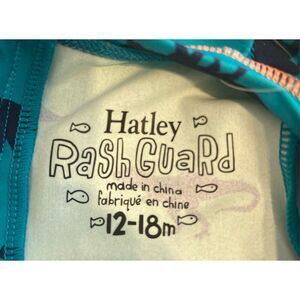 Hatley
RasHGuaRd
made in china
fabriqué en chine
12-18m